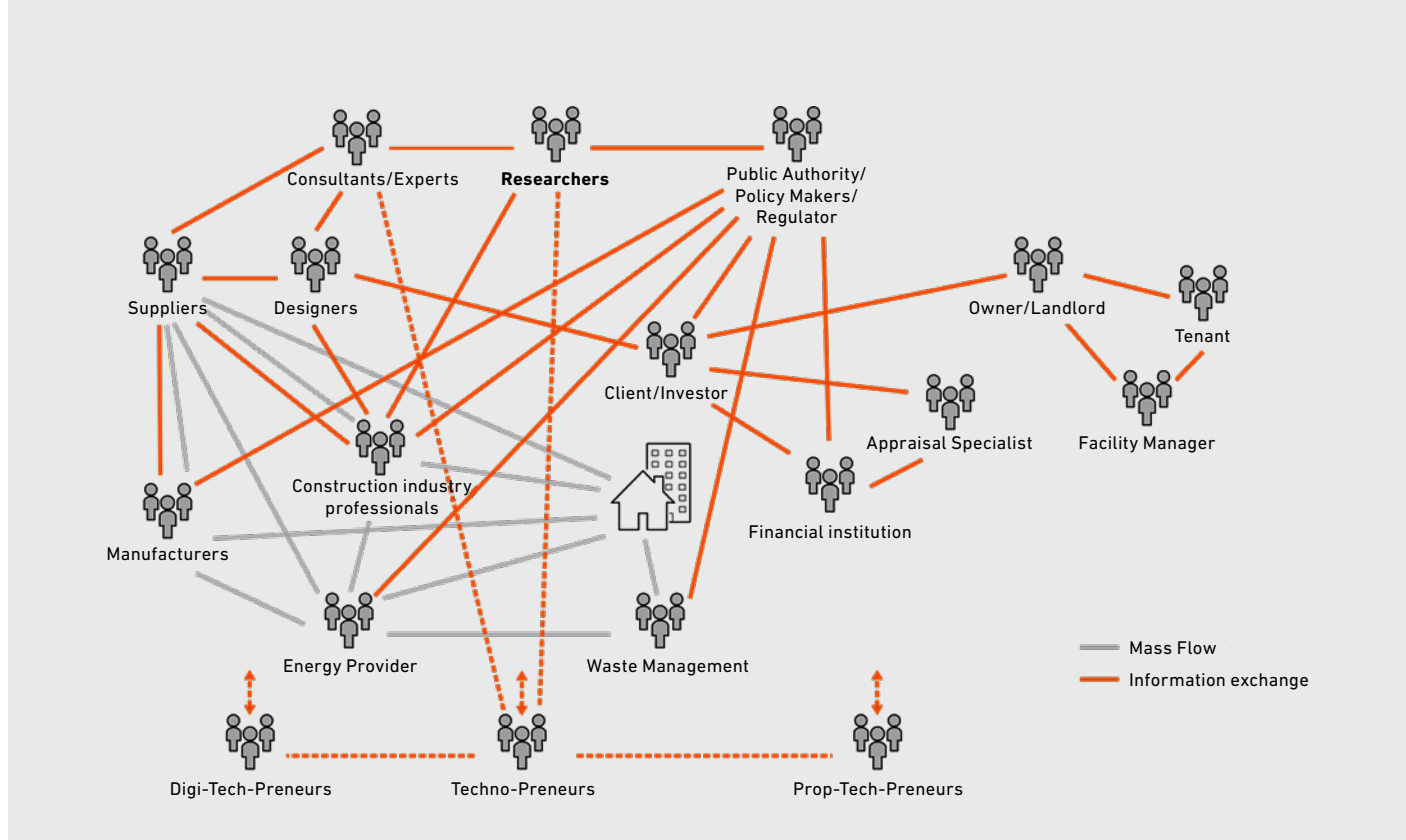 Consultants/Experts
Researchers
Public Authority/
Policy Makers/
Regulator
Suppliers
Designers
Owner/Landlord
Tenant
Client/Investor
Appraisal Specialist
Facility Manager
Construction industry
professionals
Financial institution
Manufacturers
Energy Provider
Waste Management
Mass Flow
Information exchange
Digi-Tech-Preneurs
Techno-Preneurs
Prop-Tech-Preneurs